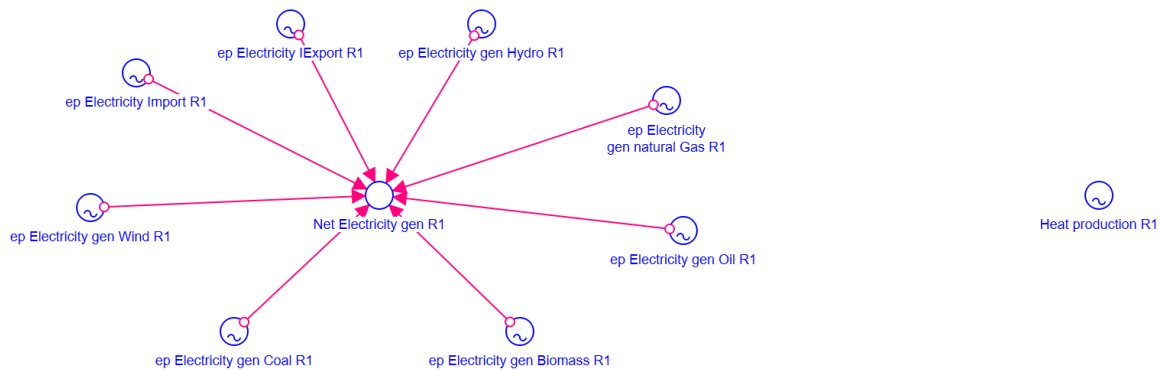 ep Electricity IExport R1
ep Electricity gen Hydro R1
ep Electricity Import R1
ep Electricity
gen natural Gas R1
Net Electricity gen R1
Heat production R1
ep Electricity gen Wind R1
ep Electricity gen Oil R1
ep Electricity gen Coal R1
ep Electricity gen Biomass R1